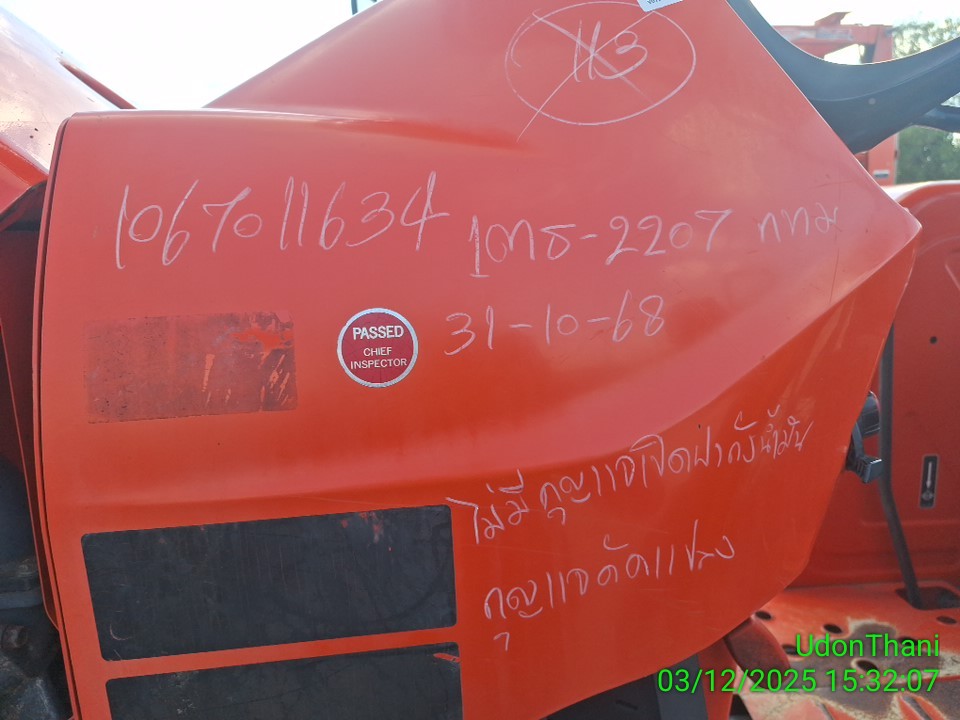 113
1067011634
1ตธ-2207 กทม
PASSED
CHIEF
INSPECTOR
31-10-68
ไม่มีกุญแจเปิดฝาถังน้ำมัน
กุญแจดัดแปลง
UdonThani
03/12/2025 15:32:07